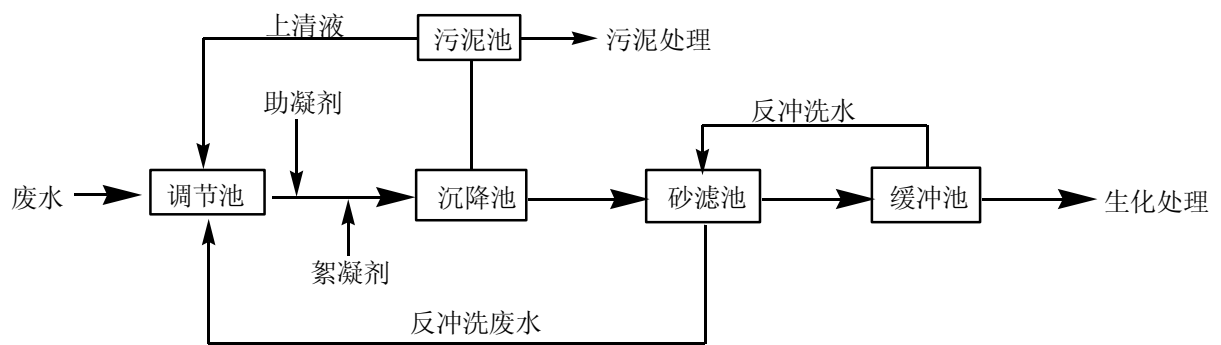 上清液
污泥池
污泥处理
助凝剂
反冲洗水
废水
调节池
沉降池
砂滤池
缓冲池
生化处理
絮凝剂
反冲洗废水